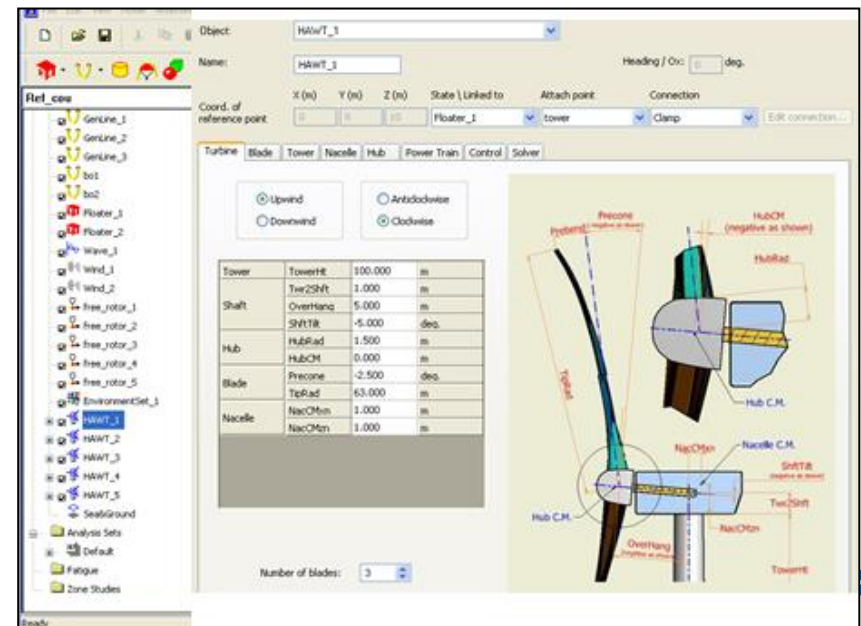 Object: HAWT_1
Name: HAWT_1 Heading / Ox: deg.
Ref_cou
X (m) Y (m) Z (m) State \ Linked to Attach point Connection
Coord. of
reference point Floater_1 tower Clamp Edit connection...
GenLine_1
GenLine_2
GenLine_3
bo1
bo2
Floater_1
Floater_2
Wave_1
Wind_1
Wind_2
free_rotor_1
free_rotor_2
free_rotor_3
free_rotor_4
free_rotor_5
EnvironmentSet_1
HAWT_1
HAWT_2
HAWT_3
HAWT_4
HAWT_5
Sea&Ground
Analysis Sets
Default
Fatigue
Zone Studies
Ready
Turbine Blade Tower Nacelle Hub Power Train Control Solver
Upwind Anticlockwise
Downwind Clockwise
Tower TowerHt 100.000 m
Shaft Twr2Shft 1.000 m
OverHang 5.000 m
ShftTilt -5.000 deg.
Hub HubRad 1.500 m
HubCM 0.000 m
Blade Precone -2.500 deg.
TipRad 63.000 m
Nacelle NacCMxn 1.000 m
NacCMzn 1.000 m
Number of blades: 3
Prebend
Precone
(negative as shown)
HubCM
(negative as shown)
HubRad
TipRad
Hub C.M.
NacCMxn
Nacelle C.M.
ShftTilt
(negative as shown)
Twr2Shft
Hub C.M.
NacCMzn
OverHang
(negative as shown)
TowerHt